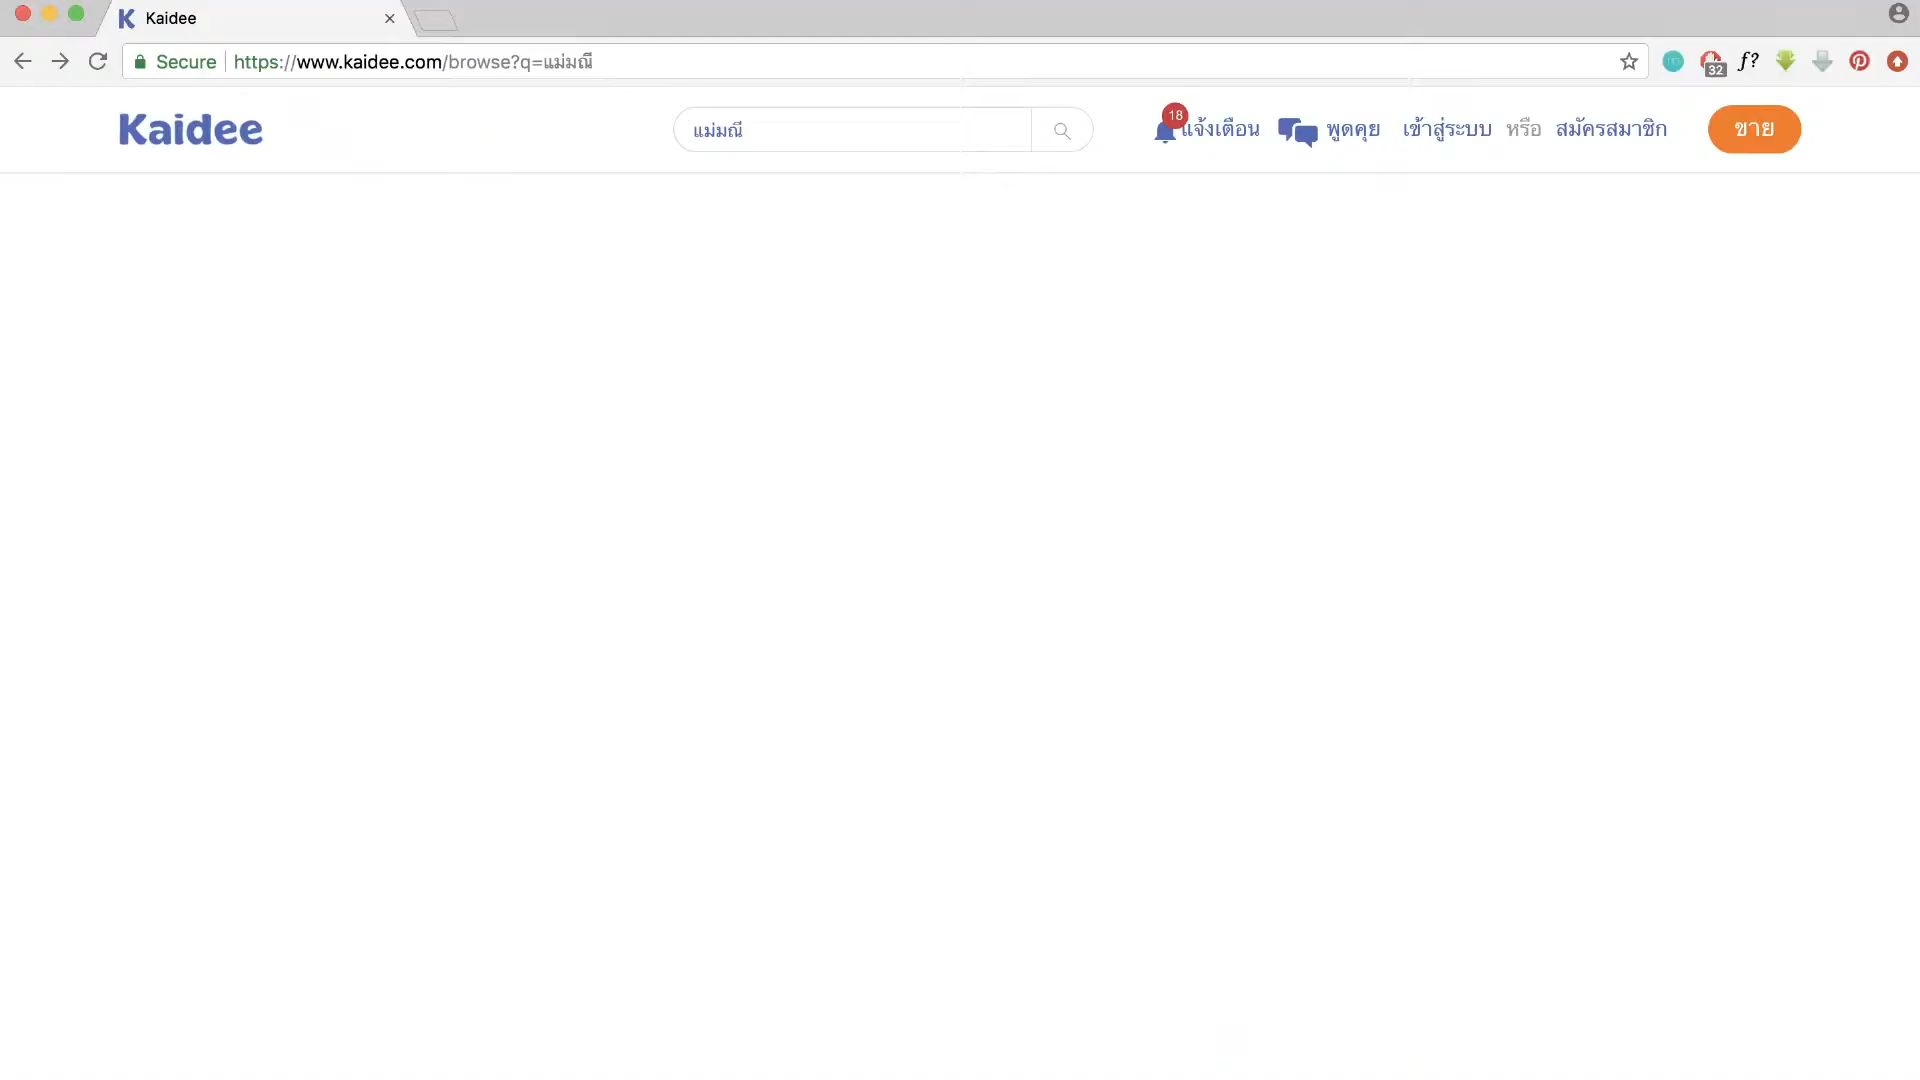 Kaidee
Secure https://www.kaidee.com/browse?q=แม่มณี
32
Kaidee แม่มณี 18 แจ้งเตือน พูดคุย เข้าสู่ระบบ หรือ สมัครสมาชิก ขาย